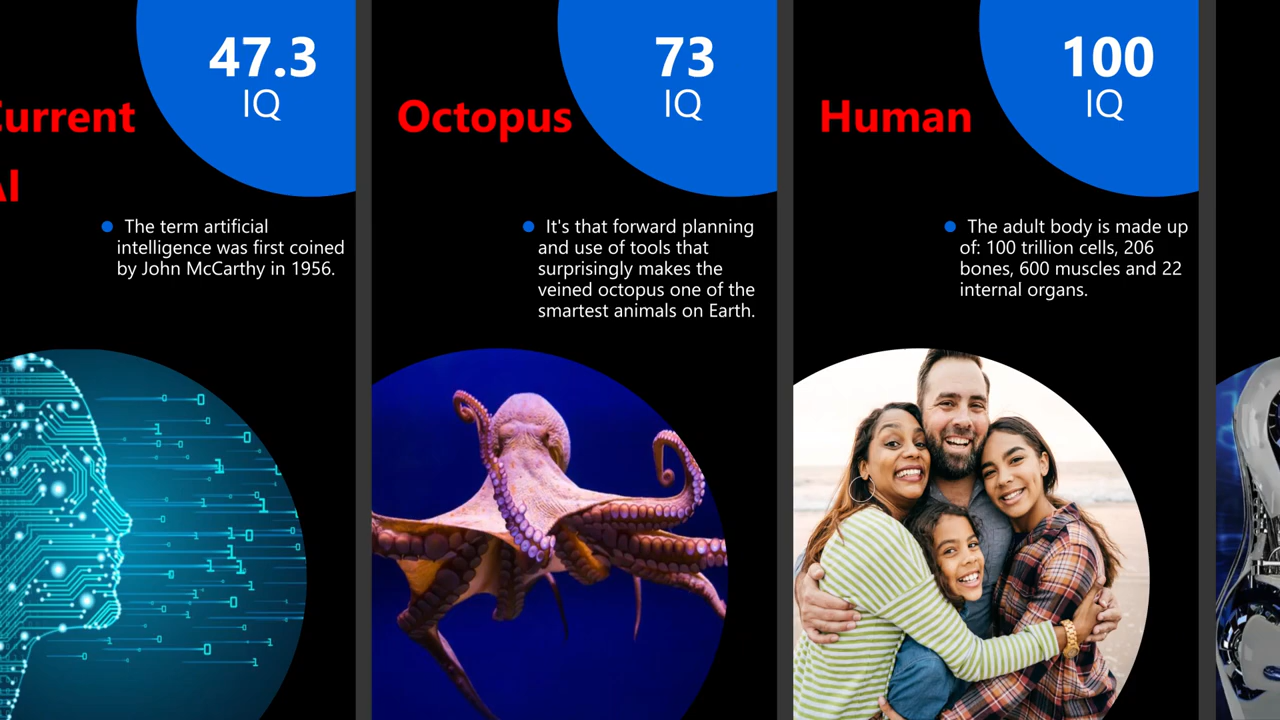 47.3
IQ
Current
AI
The term artificial
intelligence was first coined
by John McCarthy in 1956.
73
IQ
Octopus
It's that forward planning
and use of tools that
surprisingly makes the
veined octopus one of the
smartest animals on Earth.
100
IQ
Human
The adult body is made up
of: 100 trillion cells, 206
bones, 600 muscles and 22
internal organs.